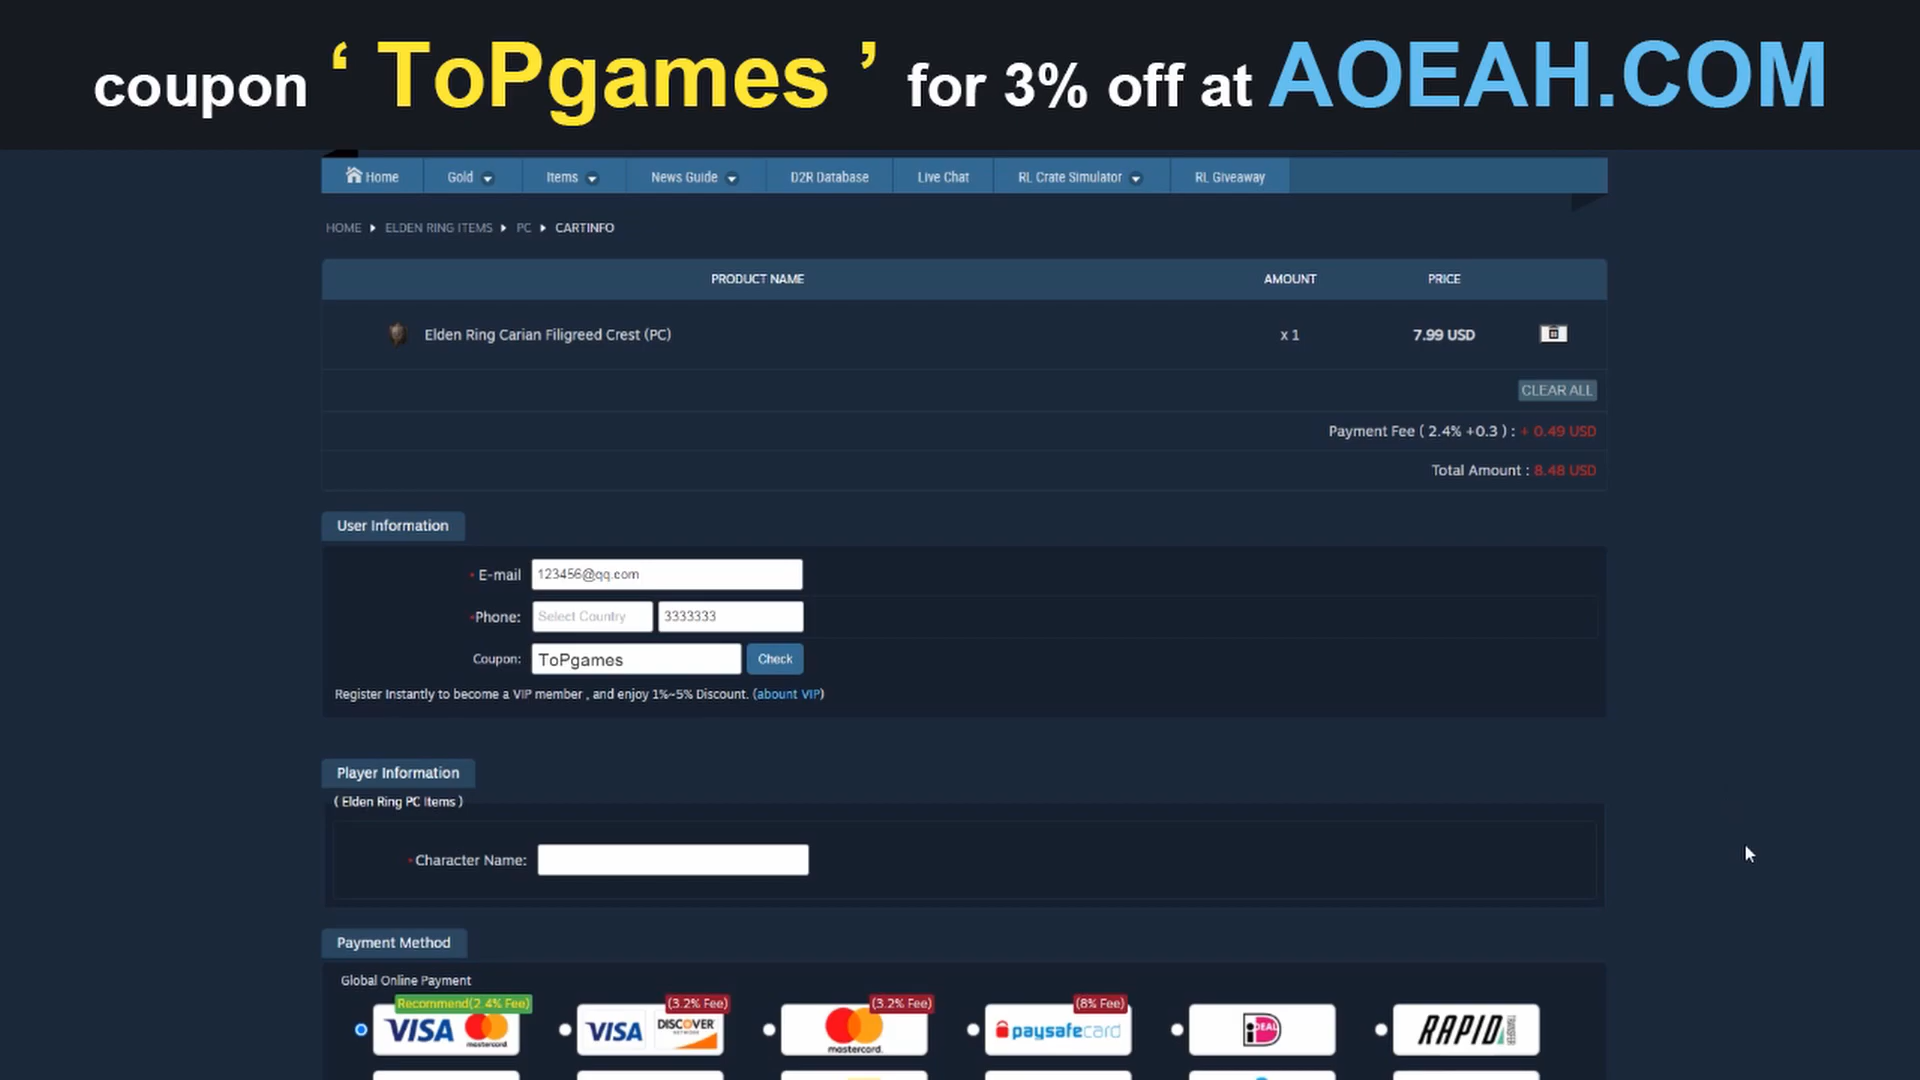 coupon ‘ ToPgames ’ for 3% off at AOEAH.COM
Home Gold Items News Guide D2R Database Live Chat RL Crate Simulator RL Giveaway
HOME ELDEN RING ITEMS PC CARTINFO
PRODUCT NAME AMOUNT PRICE
Elden Ring Carian Filigreed Crest (PC) x 1 7.99 USD
CLEAR ALL
Payment Fee ( 2.4% +0.3 ) : + 0.49 USD
Total Amount : 8.48 USD
User Information
* E-mail 123456@qq.com
*Phone: Select Country 3333333
Coupon: ToPgames Check
Register Instantly to become a VIP member , and enjoy 1%~5% Discount. (abount VIP)
Player Information
( Elden Ring PC Items )
*Character Name:
Payment Method
Global Online Payment
Recommend(2.4% Fee) (3.2% Fee) (3.2% Fee) (8% Fee)
VISA mastercard VISA DISCOVER NETWORK mastercard. paysafecard iDEAL RAPID TRANSFER